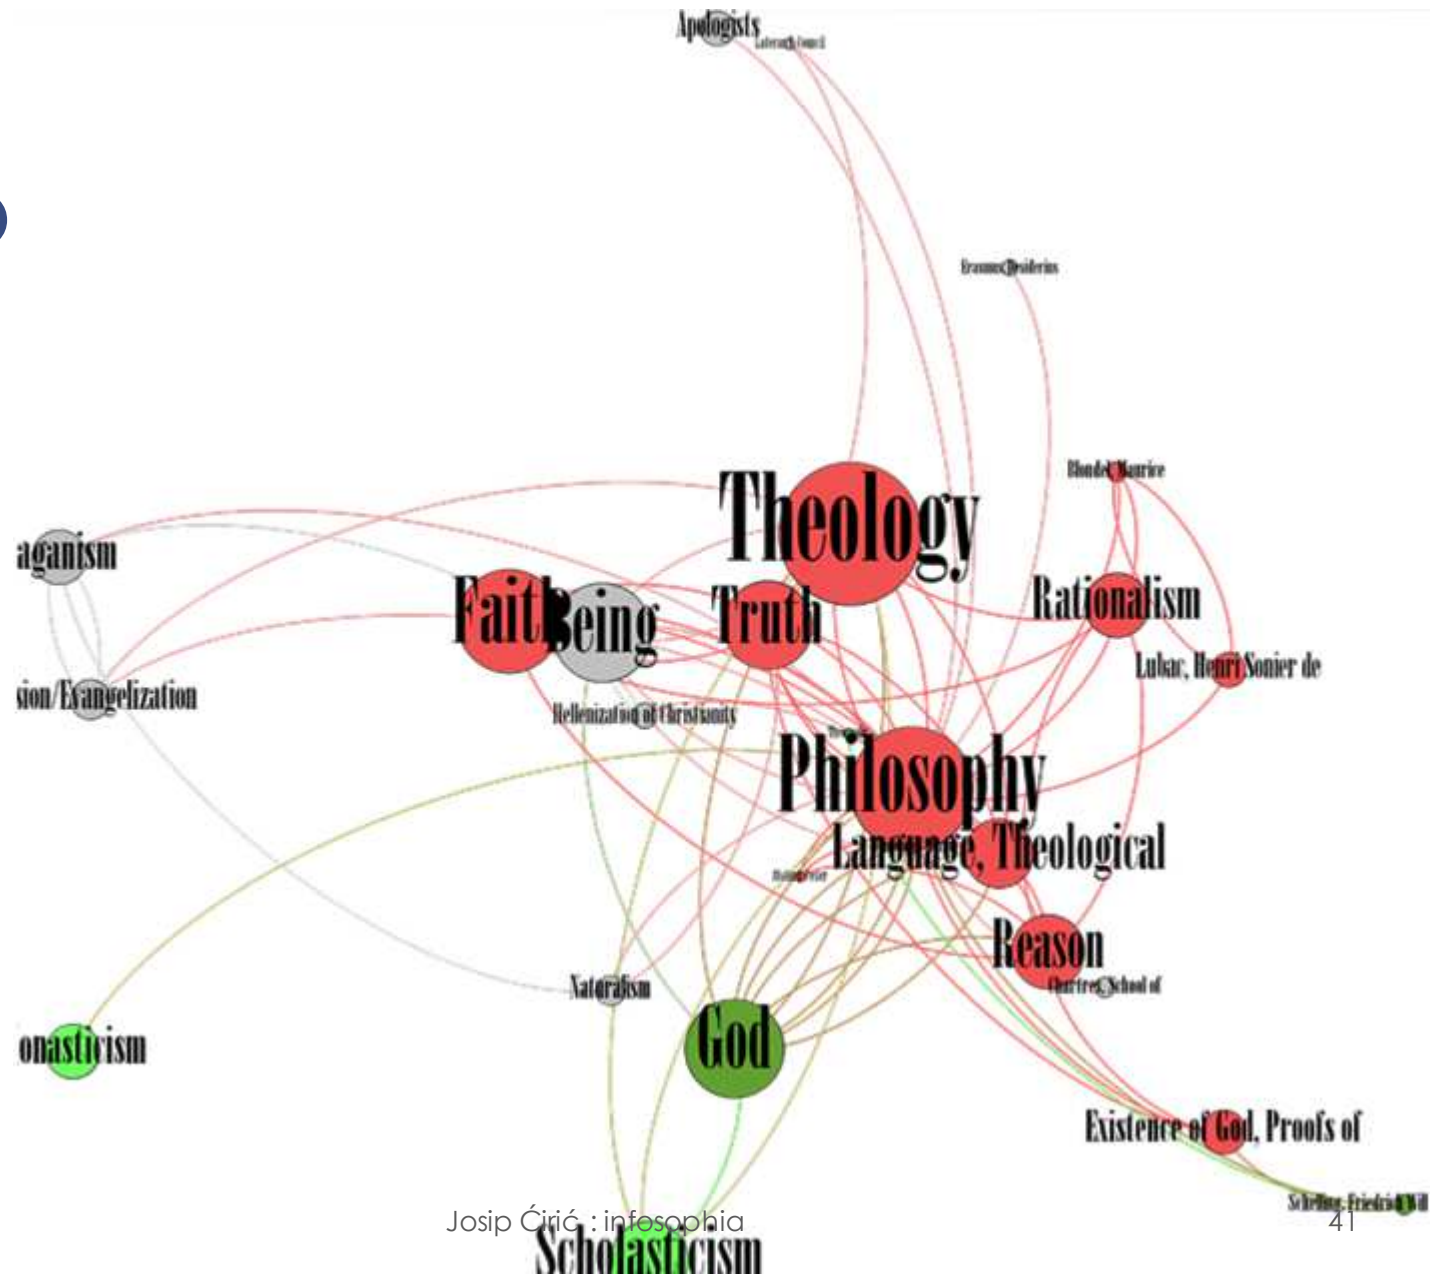 Apologists
Lateran Council
Erasmus, Desiderius
Theology
Blondel, Maurice
aganism
Faith
Being
Truth
Rationalism
Lubac, Henri Sonier de
sion/Evangelization
Hellenization of Christianity
Philosophy
Language, Theological
Reason
Chartres, School of
Naturalism
God
onasticism
Existence of God, Proofs of
Schelling, Friedrich Wil
Josip Ćirić : infosophia
41
Scholasticism